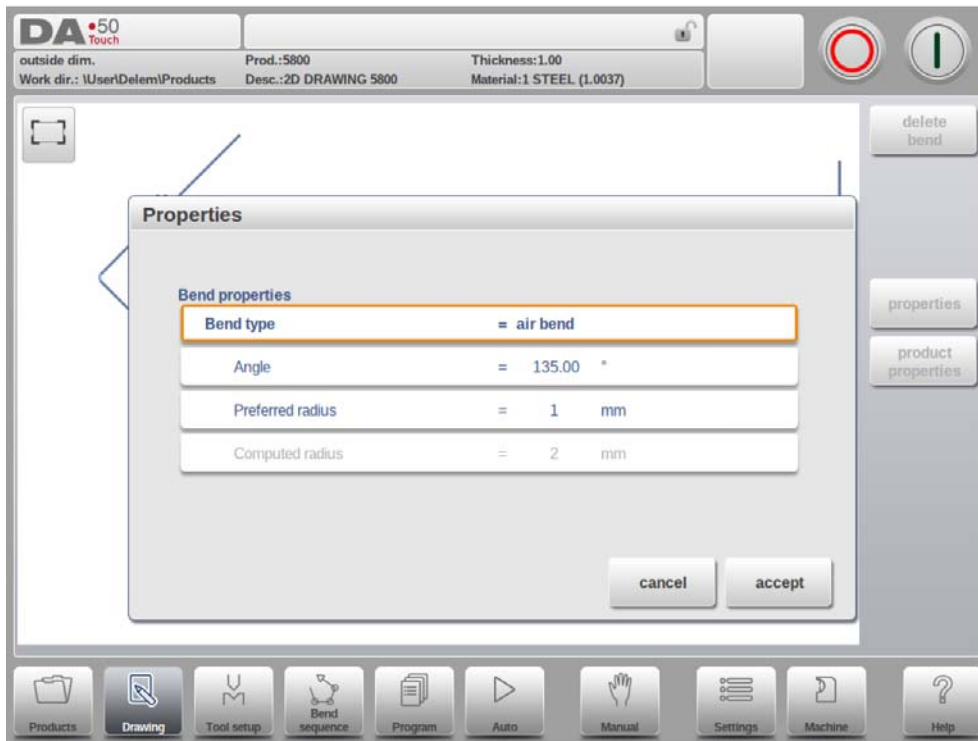 DA•50
Touch
outside dim. Prod.:5800 Thickness:1.00
Work dir.: \User\Delem\Products Desc.:2D DRAWING 5800 Material:1 STEEL (1.0037)
delete
bend
Properties
Bend properties
Bend type = air bend
properties
Angle = 135.00 °
product
properties
Preferred radius = 1 mm
Computed radius = 2 mm
cancel accept
Products Drawing Tool setup Bend sequence Program Auto Manual Settings Machine Help